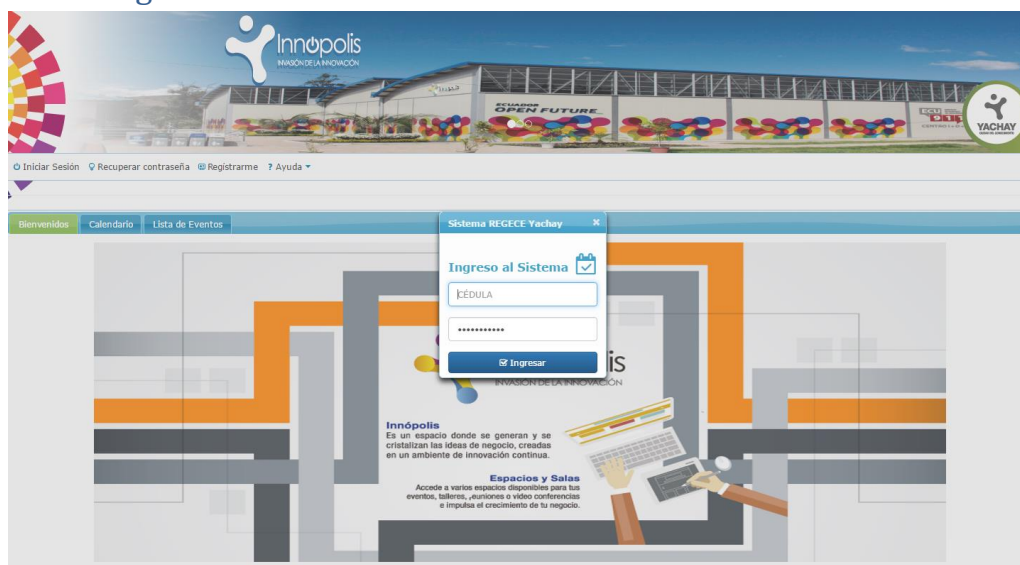 Innopolis
INVASIÓN DE LA INNOVACIÓN
ECUADOR
OPEN FUTURE
YACHAY
Iniciar Sesión Recuperar contraseña Registrarme ? Ayuda
Bienvenidos Calendario Lista de Eventos
Sistema REGECE Yachay ×
Ingreso al Sistema
CÉDULA
•••••••••••
Ingresar
is
INVASIÓN DE LA INNOVACIÓN
Innópolis
Es un espacio donde se generan y se
cristalizan las ideas de negocio, creadas
en un ambiente de innovación continua.
Espacios y Salas
Accede a varios espacios disponibles para tus
eventos, talleres, ,euniones o video conferencias
e impulsa el crecimiento de tu negocio.